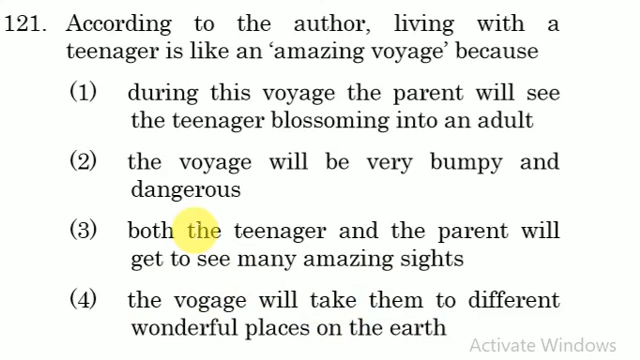 121. According to the author, living with a
teenager is like an ‘amazing voyage’ because
(1) during this voyage the parent will see
the teenager blossoming into an adult
(2) the voyage will be very bumpy and
dangerous
(3) both the teenager and the parent will
get to see many amazing sights
(4) the vogage will take them to different
wonderful places on the earth
Activate Windows